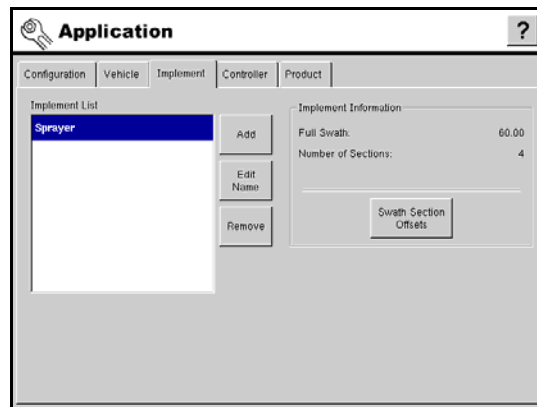 Application
?
Configuration
Vehicle
Implement
Controller
Product
Implement List
Sprayer
Add
Edit
Name
Remove
Implement Information
Full Swath: 60.00
Number of Sections: 4
Swath Section
Offsets